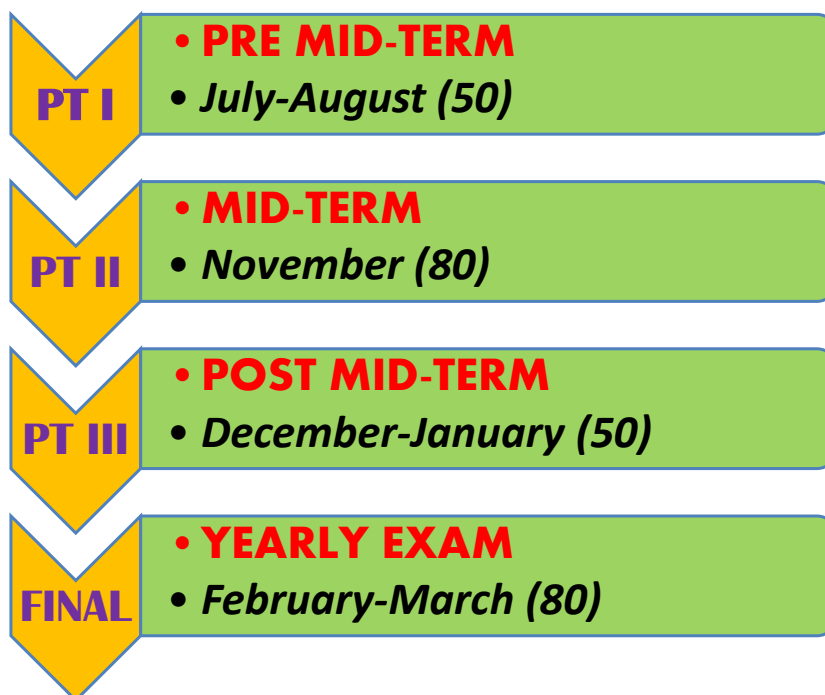 PT I
• PRE MID-TERM
• July-August (50)
PT II
• MID-TERM
• November (80)
PT III
• POST MID-TERM
• December-January (50)
FINAL
• YEARLY EXAM
• February-March (80)